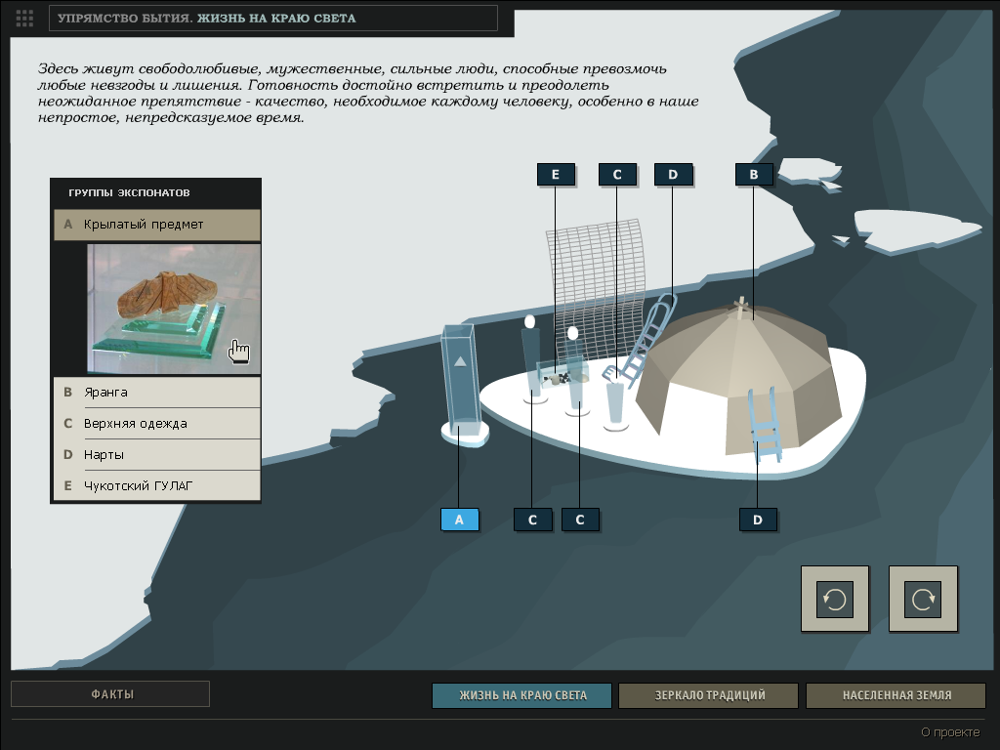 УПРЯМСТВО БЫТИЯ. ЖИЗНЬ НА КРАЮ СВЕТА
Здесь живут свободолюбивые, мужественные, сильные люди, способные превозмочь
любые невзгоды и лишения. Готовность достойно встретить и преодолеть
неожиданное препятствие - качество, необходимое каждому человеку, особенно в наше
непростое, непредсказуемое время.
E C D B
ГРУППЫ ЭКСПОНАТОВ
A Крылатый предмет
B Яранга
C Верхняя одежда
D Нарты
E Чукотский ГУЛАГ
A C C D
ФАКТЫ
ЖИЗНЬ НА КРАЮ СВЕТА ЗЕРКАЛО ТРАДИЦИЙ НАСЕЛЕННАЯ ЗЕМЛЯ
О проекте